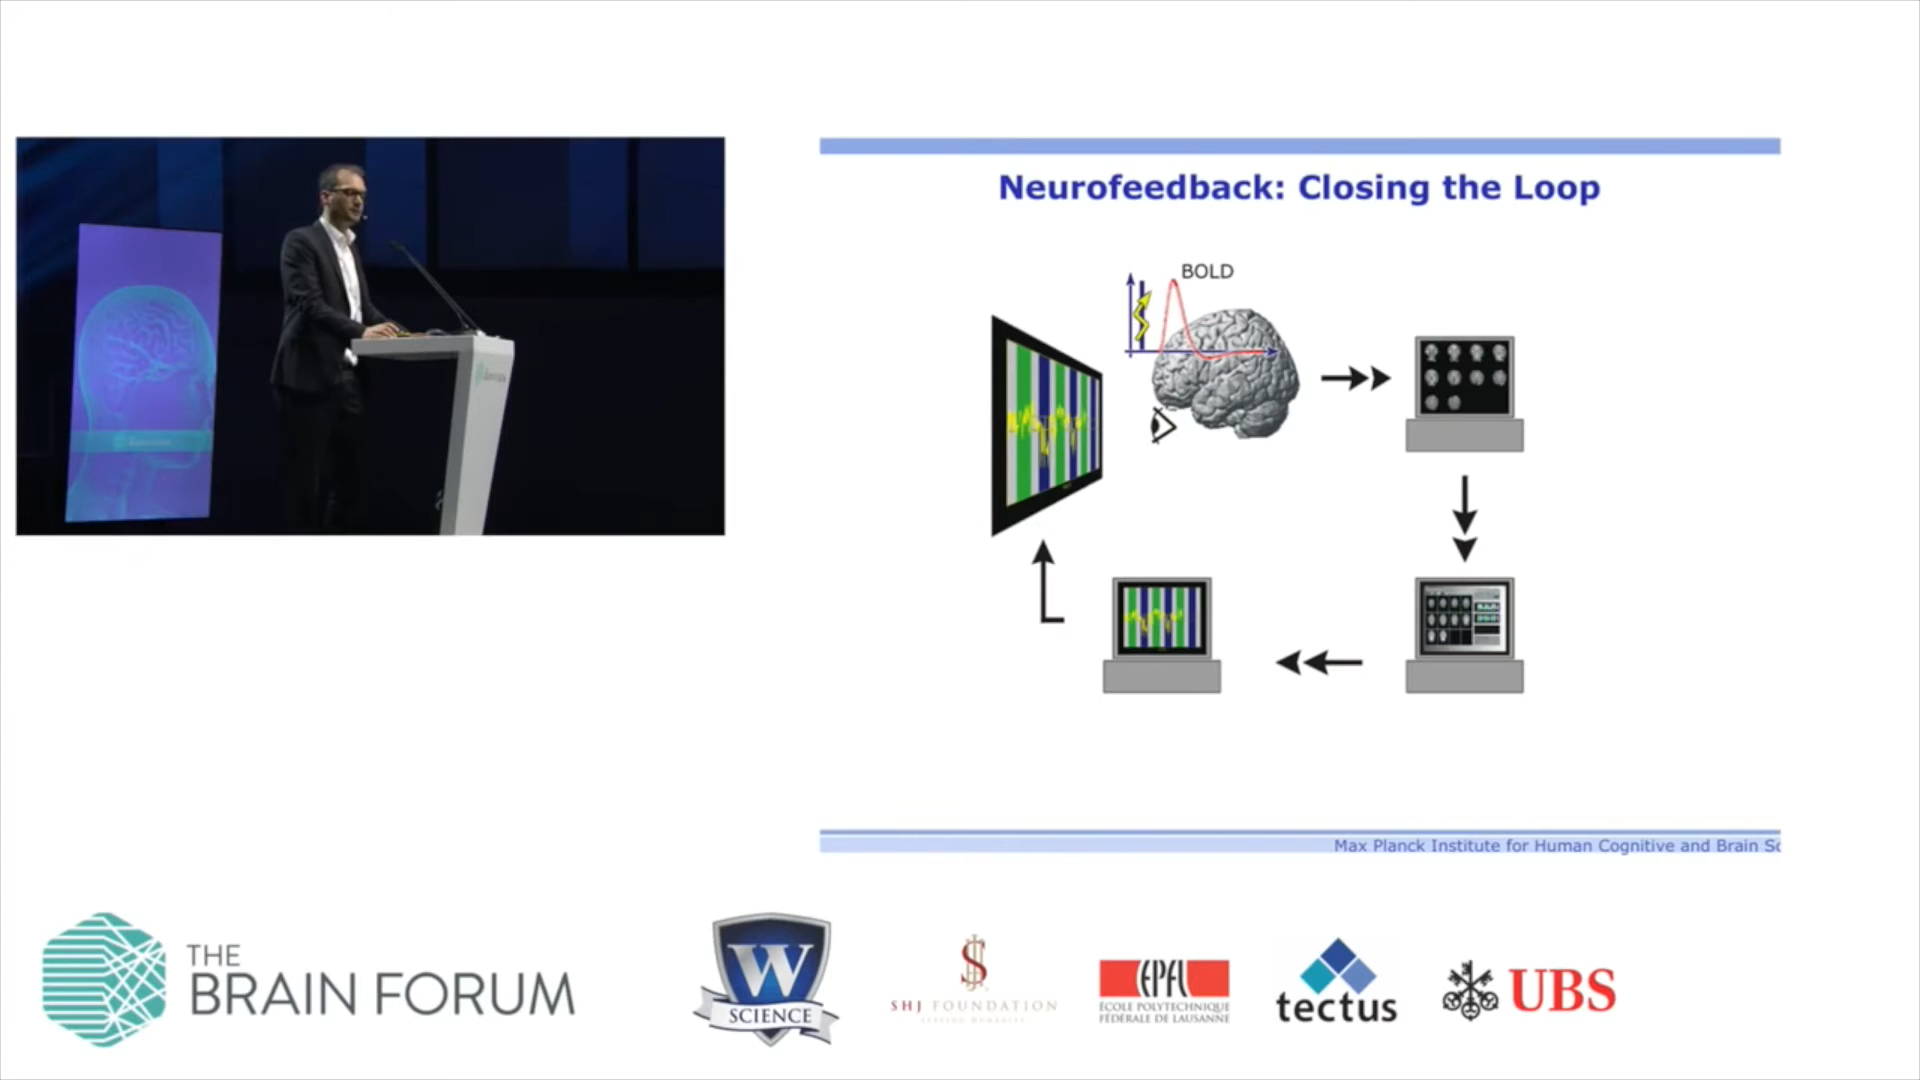 Neurofeedback: Closing the Loop
BOLD
Max Planck Institute for Human Cognitive and Brain Sc
THE
BRAIN FORUM
W
SCIENCE
SHJ FOUNDATION
EPFL
ÉCOLE POLYTECHNIQUE
FÉDÉRALE DE LAUSANNE
tectus
UBS